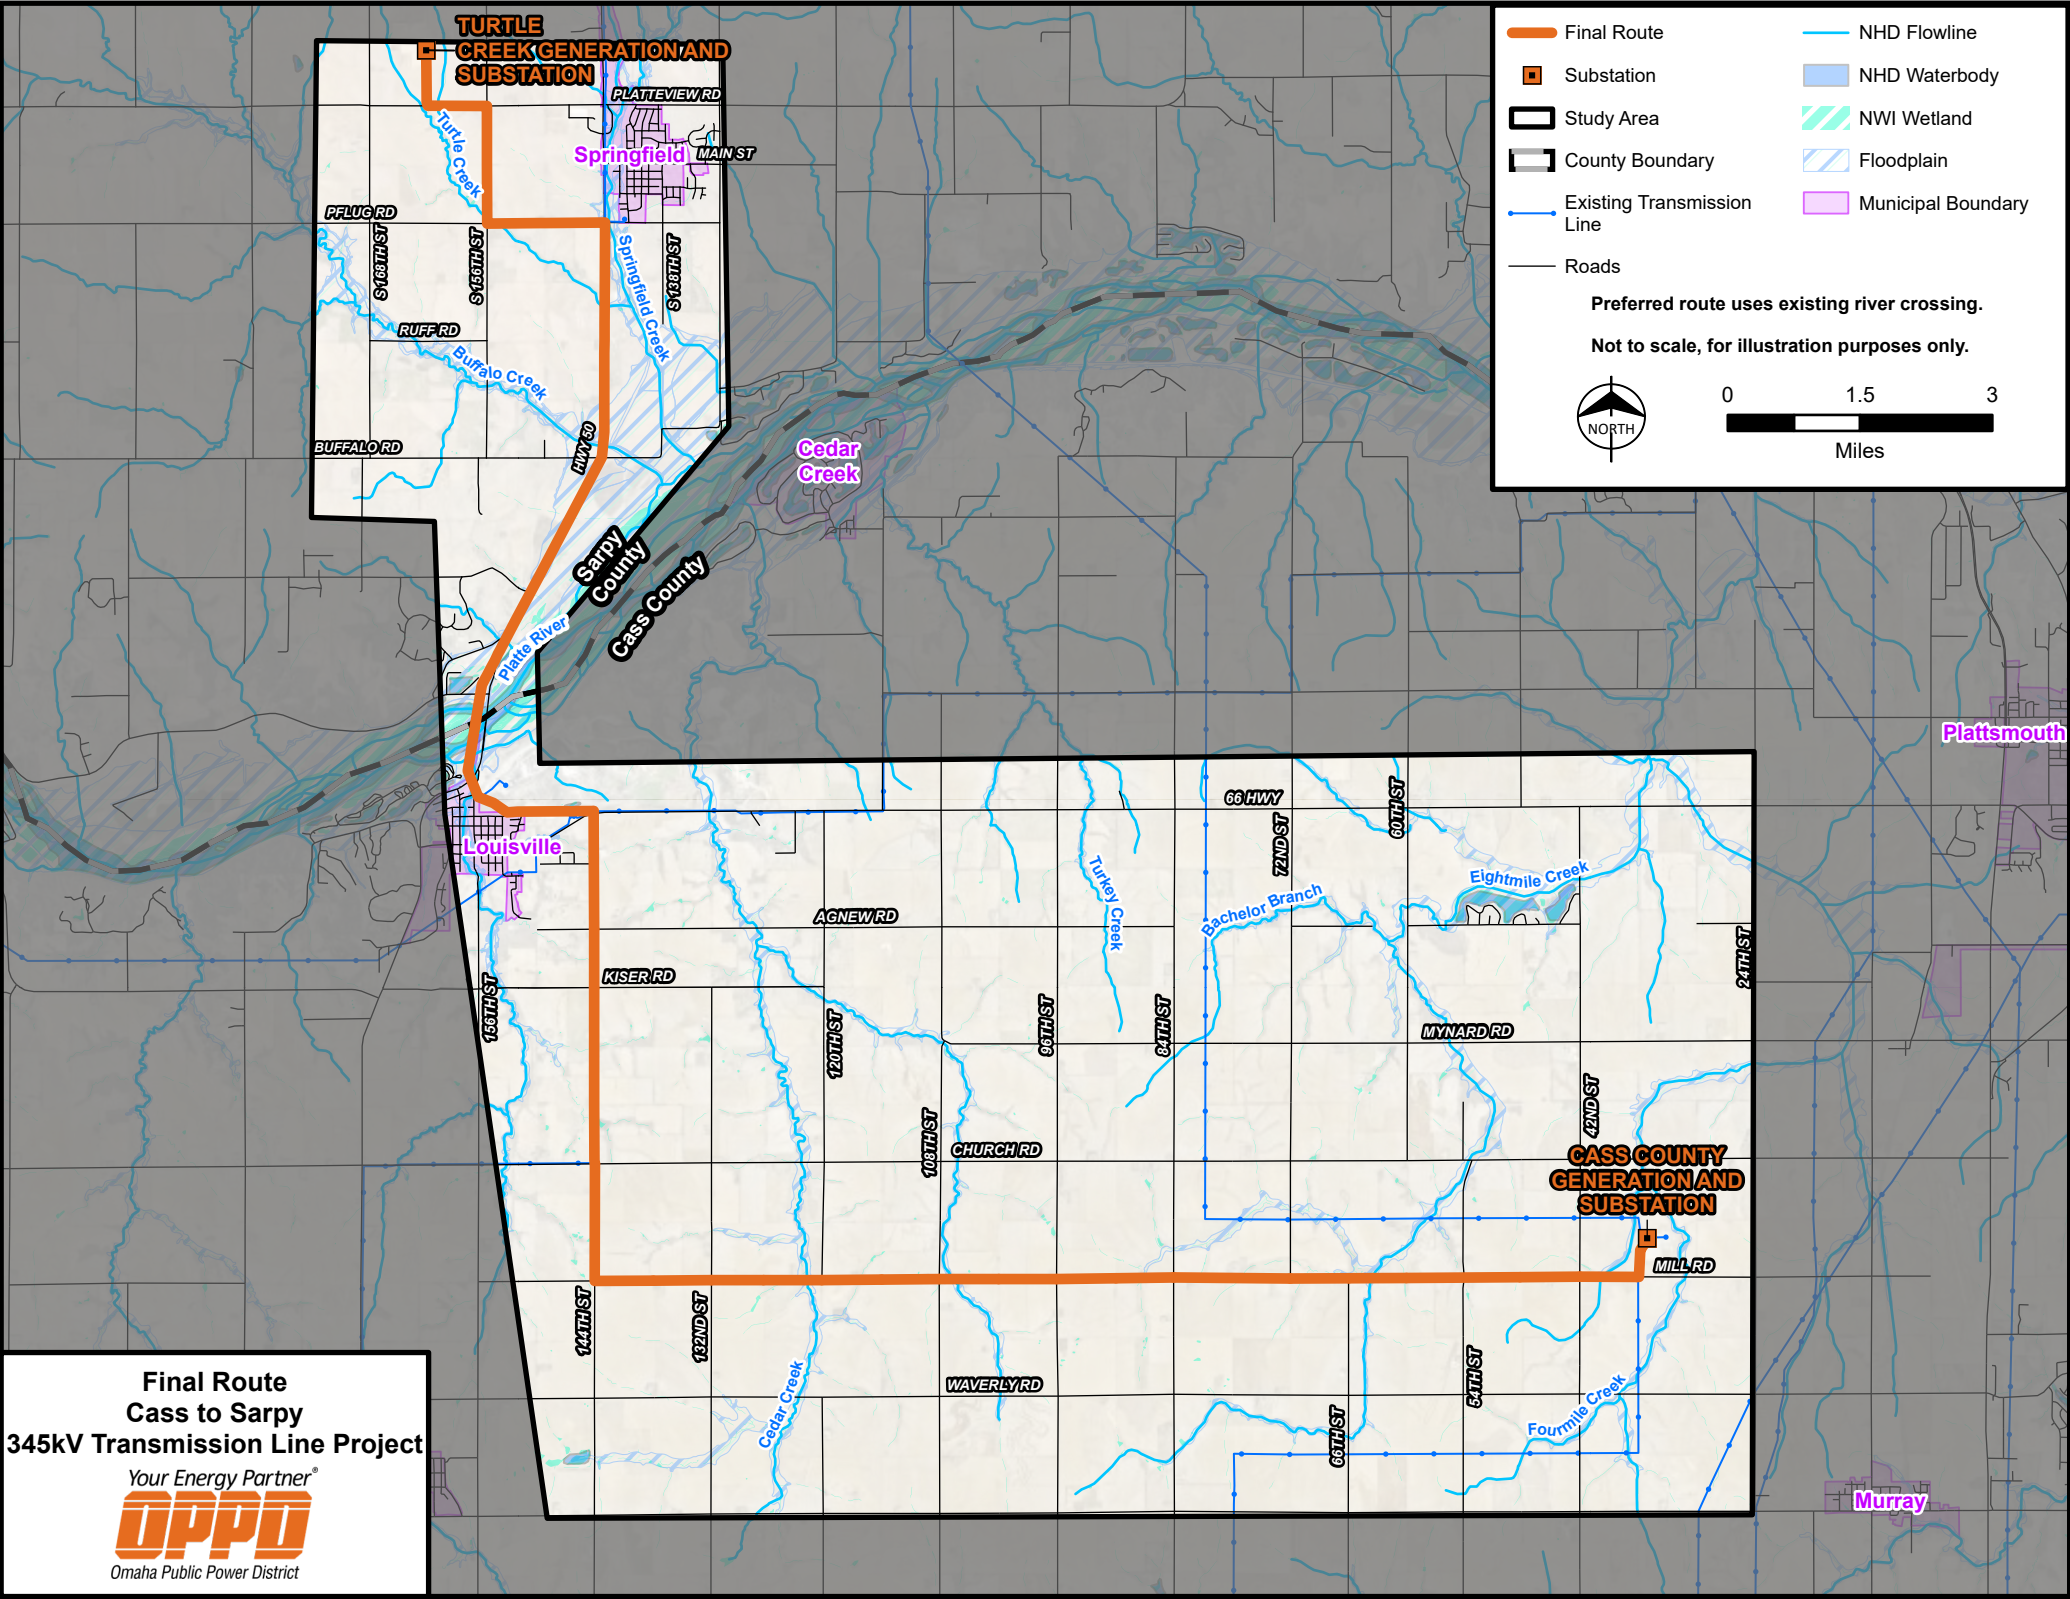 TURTLE
CREEK GENERATION AND
SUBSTATION
PLATTEVIEW RD
Turtle Creek
Springfield
MAIN ST
PFLUG RD
S 168TH ST
S 156TH ST
Springfield Creek
S 138TH ST
RUFF RD
Buffalo Creek
BUFFALO RD
HWY 50
Cedar
Creek
Sarpy
County
Cass County
Platte River
Final Route
Substation
Study Area
County Boundary
Existing Transmission
Line
Roads
NHD Flowline
NHD Waterbody
NWI Wetland
Floodplain
Municipal Boundary
Preferred route uses existing river crossing.
Not to scale, for illustration purposes only.
NORTH
0 1.5 3
Miles
Plattsmouth
66 HWY
60TH ST
72ND ST
Louisville
Turkey Creek
Eightmile Creek
Bachelor Branch
AGNEW RD
24TH ST
KISER RD
156TH ST
120TH ST
96TH ST
84TH ST
MYNARD RD
42ND ST
108TH ST
CHURCH RD
CASS COUNTY
GENERATION AND
SUBSTATION
MILL RD
144TH ST
132ND ST
Cedar Creek
WAVERLY RD
54TH ST
66TH ST
Fourmile Creek
Murray
Final Route
Cass to Sarpy
345kV Transmission Line Project
Your Energy Partner®
OPPD
Omaha Public Power District